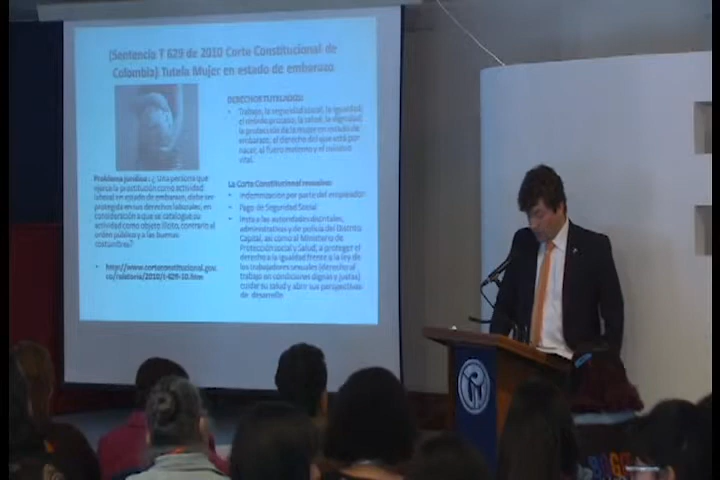 (Sentencia T 629 de 2010 Corte Constitucional de
Colombia) Tutela Mujer en estado de embarazo
DERECHOS TUTELADOS:
• Trabajo, la seguridad social, la igualdad,
el debido proceso, la salud, la dignidad,
la protección de la mujer en estado de
embarazo, el derecho del que está por
nacer, el fuero materno y el mínimo
vital.
Problema jurídico: ¿ Una persona que
ejerza la prostitución como actividad
laboral en estado de embarazo, debe ser
protegida en sus derechos laborales, en
consideración a que se catalogue su
actividad como objeto ilícito, contrario al
orden público y a las buenas
costumbres?
• http://www.corteconstitucional.gov.
co/relatoria/2010/t-629-10.htm
La Corte Constitucional resuelve:
• Indemnización por parte del empleador
• Pago de Seguridad Social
• Insta a las autoridades distritales,
administrativas y de policía del Distrito
Capital, así como al Ministerio de
Protección social y Salud, a proteger el
derecho a la igualdad frente a la ley de
los trabajadores sexuales (derecho al
trabajo en condiciones dignas y justas)
cuidar su salud y abre sus perspectivas
de desarrollo